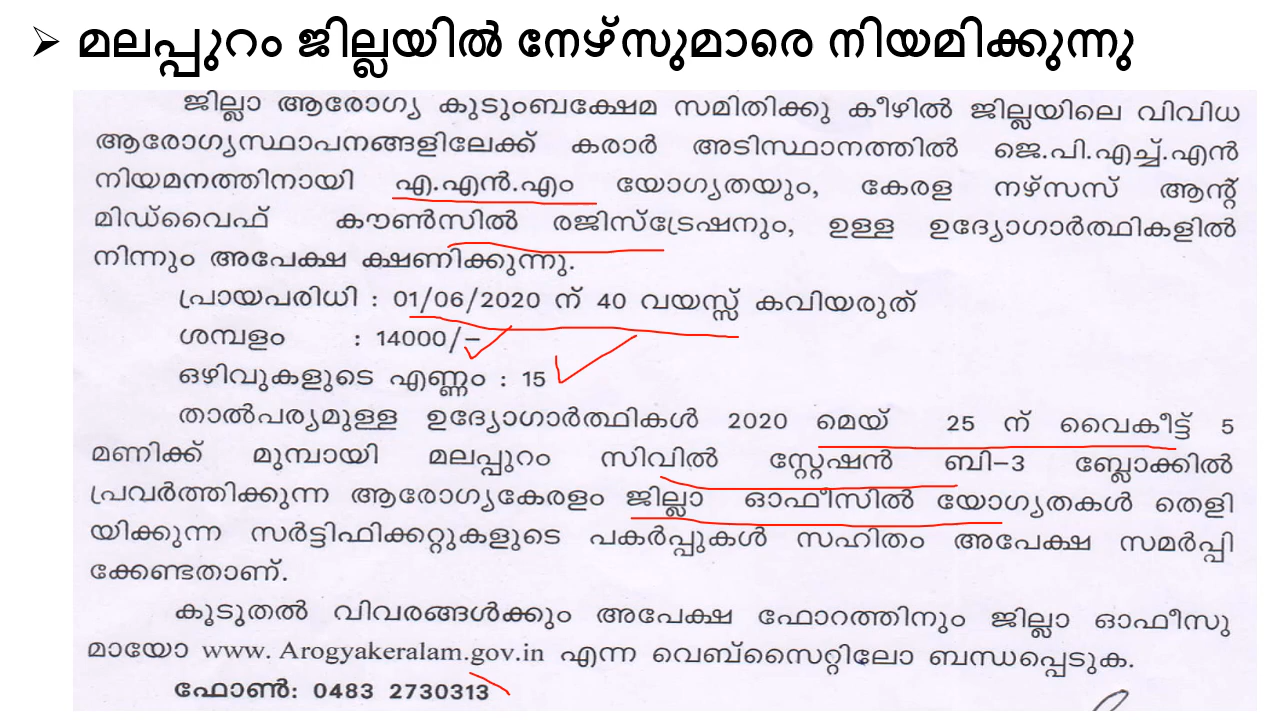 ➢ മലപ്പുറം ജില്ലയിൽ നേഴ്സുമാരെ നിയമിക്കുന്നു
ജില്ലാ ആരോഗ്യ കുടുംബക്ഷേമ സമിതിക്കു കീഴിൽ ജില്ലയിലെ വിവിധ
ആരോഗ്യസ്ഥാപനങ്ങളിലേക്ക് കരാർ അടിസ്ഥാനത്തിൽ ജെ.പി.എച്ച്.എൻ
നിയമനത്തിനായി എ.എൻ.എം യോഗ്യതയും, കേരള നഴ്സസ് ആന്റ്
മിഡ്‌വൈഫ് കൗൺസിൽ രജിസ്ട്രേഷനും, ഉള്ള ഉദ്യോഗാർത്ഥികളിൽ
നിന്നും അപേക്ഷ ക്ഷണിക്കുന്നു.
പ്രായപരിധി : 01/06/2020 ന് 40 വയസ്സ് കവിയരുത്
ശമ്പളം : 14000/–
ഒഴിവുകളുടെ എണ്ണം : 15
താൽപര്യമുള്ള ഉദ്യോഗാർത്ഥികൾ 2020 മെയ് 25 ന് വൈകീട്ട് 5
മണിക്ക് മുമ്പായി മലപ്പുറം സിവിൽ സ്റ്റേഷൻ ബി–3 ബ്ലോക്കിൽ
പ്രവർത്തിക്കുന്ന ആരോഗ്യകേരളം ജില്ലാ ഓഫീസിൽ യോഗ്യതകൾ തെളി
യിക്കുന്ന സർട്ടിഫിക്കറ്റുകളുടെ പകർപ്പുകൾ സഹിതം അപേക്ഷ സമർപ്പി
ക്കേണ്ടതാണ്.
കൂടുതൽ വിവരങ്ങൾക്കും അപേക്ഷ ഫോറത്തിനും ജില്ലാ ഓഫീസു
മായോ www. Arogyakeralam.gov.in എന്ന വെബ്സൈറ്റിലോ ബന്ധപ്പെടുക.
ഫോൺ: 0483 2730313